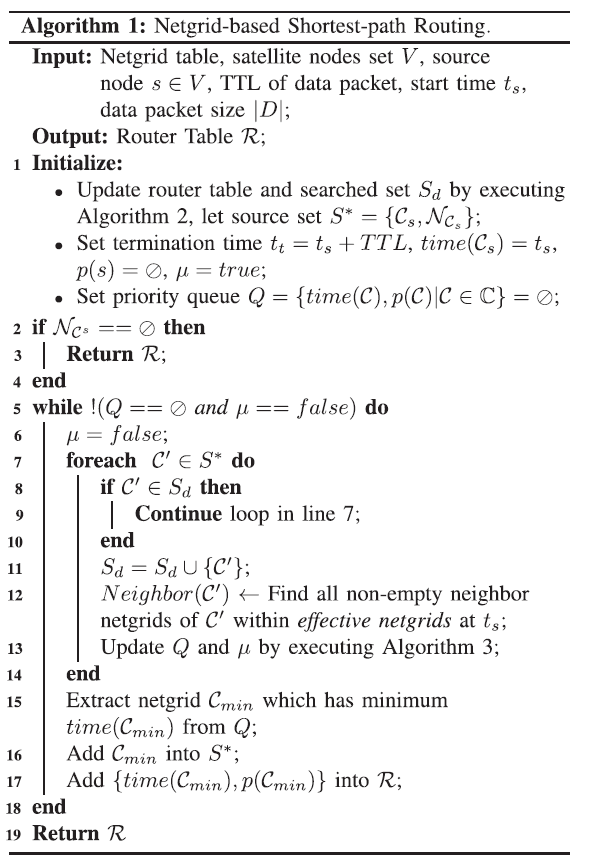 Algorithm 1: Netgrid-based Shortest-path Routing.
Input: Netgrid table, satellite nodes set V, source
node s ∈ V, TTL of data packet, start time t_s,
data packet size |D|;
Output: Router Table ℛ;
1 Initialize:
• Update router table and searched set S_d by executing
Algorithm 2, let source set S* = {𝒞_s, 𝒩_{𝒞_s}};
• Set termination time t_t = t_s + TTL, time(𝒞_s) = t_s,
p(s) = ∅, μ = true;
• Set priority queue Q = {time(𝒞), p(𝒞)|𝒞 ∈ ℂ} = ∅;
2 if 𝒩_{𝒞^s} == ∅ then
3 Return ℛ;
4 end
5 while !(Q == ∅ and μ == false) do
6 μ = false;
7 foreach 𝒞′ ∈ S* do
8 if 𝒞′ ∈ S_d then
9 Continue loop in line 7;
10 end
11 S_d = S_d ∪ {𝒞′};
12 Neighbor(𝒞′) ← Find all non-empty neighbor
netgrids of 𝒞′ within effective netgrids at t_s;
13 Update Q and μ by executing Algorithm 3;
14 end
15 Extract netgrid 𝒞_min which has minimum
time(𝒞_min) from Q;
16 Add 𝒞_min into S*;
17 Add {time(𝒞_min), p(𝒞_min)} into ℛ;
18 end
19 Return ℛ